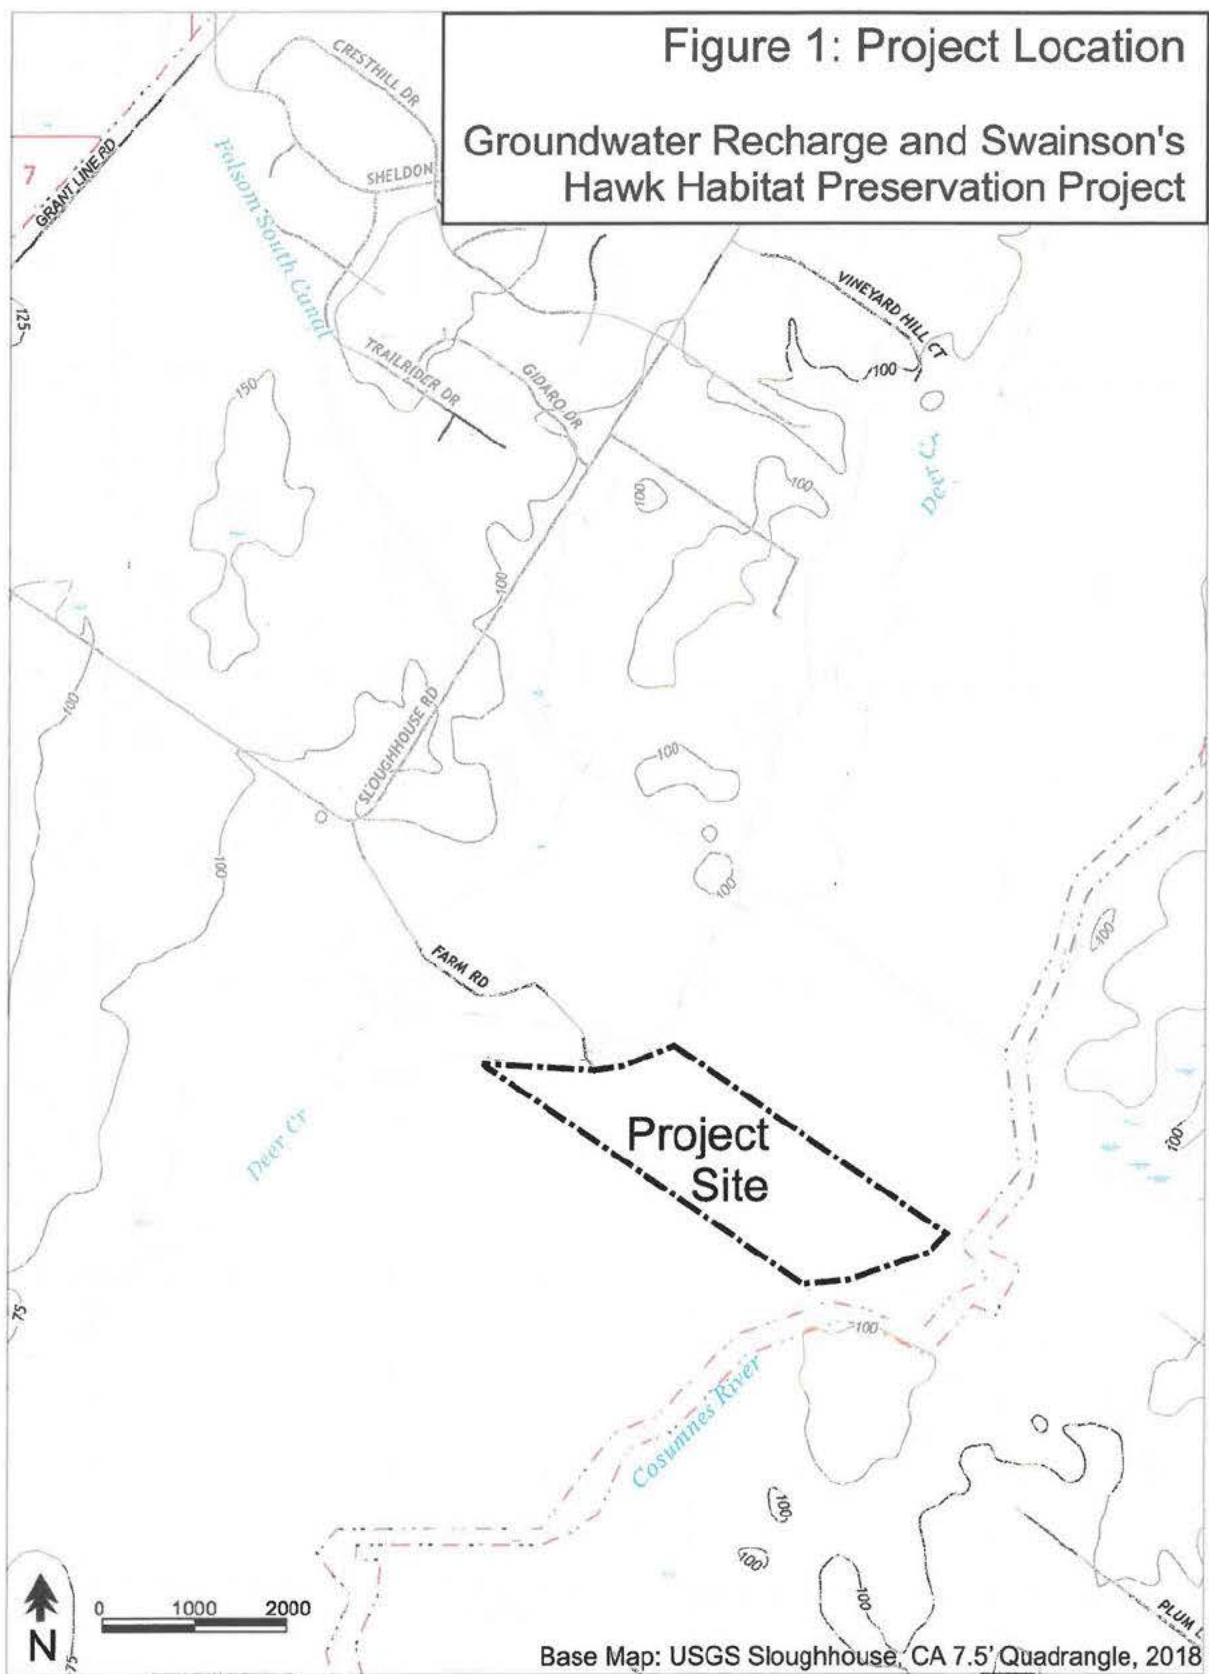 Figure 1: Project Location
Groundwater Recharge and Swainson's
Hawk Habitat Preservation Project
CRESTHILL DR
SHELDON
7
GRANT LINE RD
Folsom South Canal
125
VINEYARD HILL CT
100
TRAILRIDER DR
GIDARO DR
150
Deer Cr
100
100
100
100
SLOUGHHOUSE RD
100
100
100
100
FARM RD
Project
Site
Deer Cr
100
75
100
Cosumnes River
100
100
100
75
PLUM L
0 1000 2000
N
Base Map: USGS Sloughhouse, CA 7.5' Quadrangle, 2018